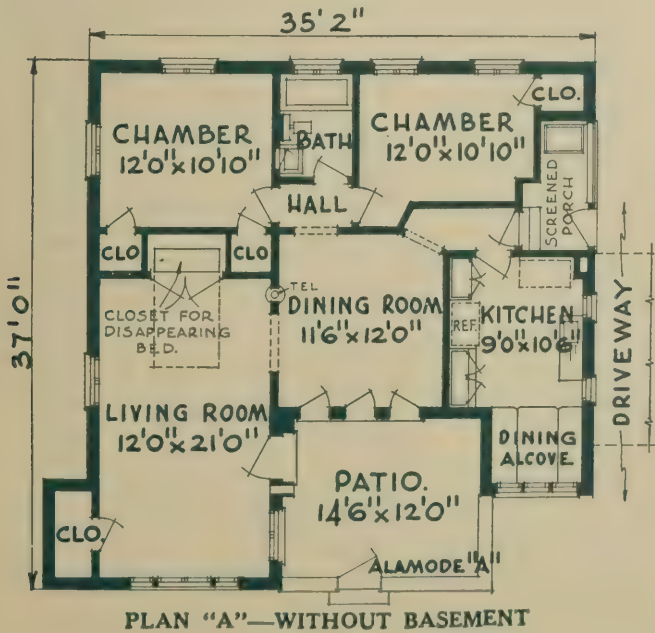 35'2"
CHAMBER
12'0"x10'10"
BATH
CHAMBER
12'0"x10'10"
CLO.
HALL
SCREENED
PORCH
CLO
CLO
TEL
CLOSET FOR
DISAPPEARING
BED.
DINING ROOM
11'6"x12'0"
REF.
KITCHEN
9'0"x10'6"
37'0"
DRIVEWAY
LIVING ROOM
12'0"x21'0"
DINING
ALCOVE
PATIO.
14'6"x12'0"
CLO.
ALAMODE "A"
PLAN "A"—WITHOUT BASEMENT